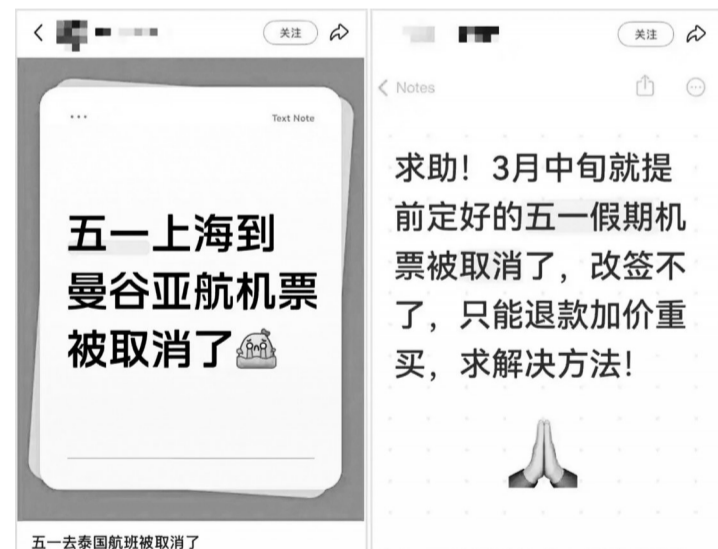 关注
Text Note
五一上海到
曼谷亚航机票
被取消了
五一去泰国航班被取消了
关注
Notes
求助！3月中旬就提
前定好的五一假期机
票被取消了，改签不
了，只能退款加价重
买，求解决方法！